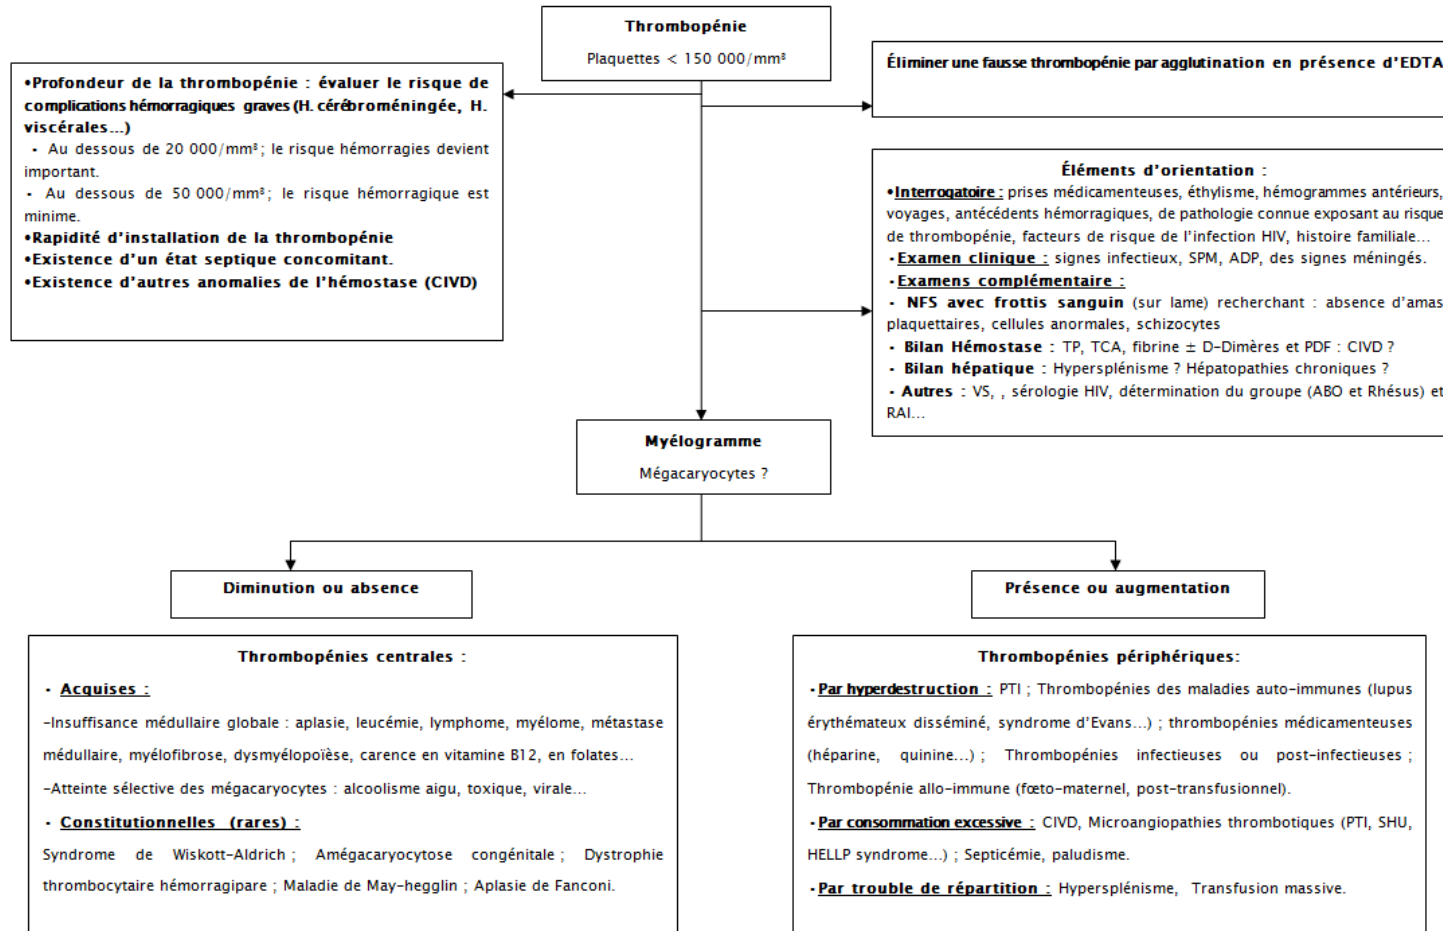 Thrombopénie
Plaquettes < 150 000/mm³
Éliminer une fausse thrombopénie par agglutination en présence d’EDTA
•Profondeur de la thrombopénie : évaluer le risque de
complications hémorragiques graves (H. cérébroméningée, H.
viscérales...)
- Au dessous de 20 000/mm³; le risque hémorragies devient
important.
- Au dessous de 50 000/mm³; le risque hémorragique est
minime.
•Rapidité d’installation de la thrombopénie
•Existence d’un état septique concomitant.
•Existence d’autres anomalies de l’hémostase (CIVD)
Éléments d’orientation :
•Interrogatoire : prises médicamenteuses, éthylisme, hémogrammes antérieurs,
voyages, antécédents hémorragiques, de pathologie connue exposant au risque
de thrombopénie, facteurs de risque de l’infection HIV, histoire familiale...
•Examen clinique : signes infectieux, SPM, ADP, des signes méningés.
•Examens complémentaire :
- NFS avec frottis sanguin (sur lame) recherchant : absence d’amas
plaquettaires, cellules anormales, schizocytes
- Bilan Hémostase : TP, TCA, fibrine ± D-Dimères et PDF : CIVD ?
- Bilan hépatique : Hypersplénisme ? Hépatopathies chroniques ?
- Autres : VS, , sérologie HIV, détermination du groupe (ABO et Rhésus) et
RAI...
Myélogramme
Mégacaryocytes ?
Diminution ou absence
Présence ou augmentation
Thrombopénies centrales :
- Acquises :
-Insuffisance médullaire globale : aplasie, leucémie, lymphome, myélome, métastase
médullaire, myélofibrose, dysmyélopoïèse, carence en vitamine B12, en folates...
-Atteinte sélective des mégacaryocytes : alcoolisme aigu, toxique, virale...
- Constitutionnelles (rares) :
Syndrome de Wiskott-Aldrich ; Amégacaryocytose congénitale ; Dystrophie
thrombocytaire hémorragipare ; Maladie de May-hegglin ; Aplasie de Fanconi.
Thrombopénies périphériques:
- Par hyperdestruction : PTI ; Thrombopénies des maladies auto-immunes (lupus
érythémateux disséminé, syndrome d’Evans...) ; thrombopénies médicamenteuses
(héparine, quinine...) ; Thrombopénies infectieuses ou post-infectieuses ;
Thrombopénie allo-immune (fœto-maternel, post-transfusionnel).
- Par consommation excessive : CIVD, Microangiopathies thrombotiques (PTI, SHU,
HELLP syndrome...) ; Septicémie, paludisme.
- Par trouble de répartition : Hypersplénisme, Transfusion massive.